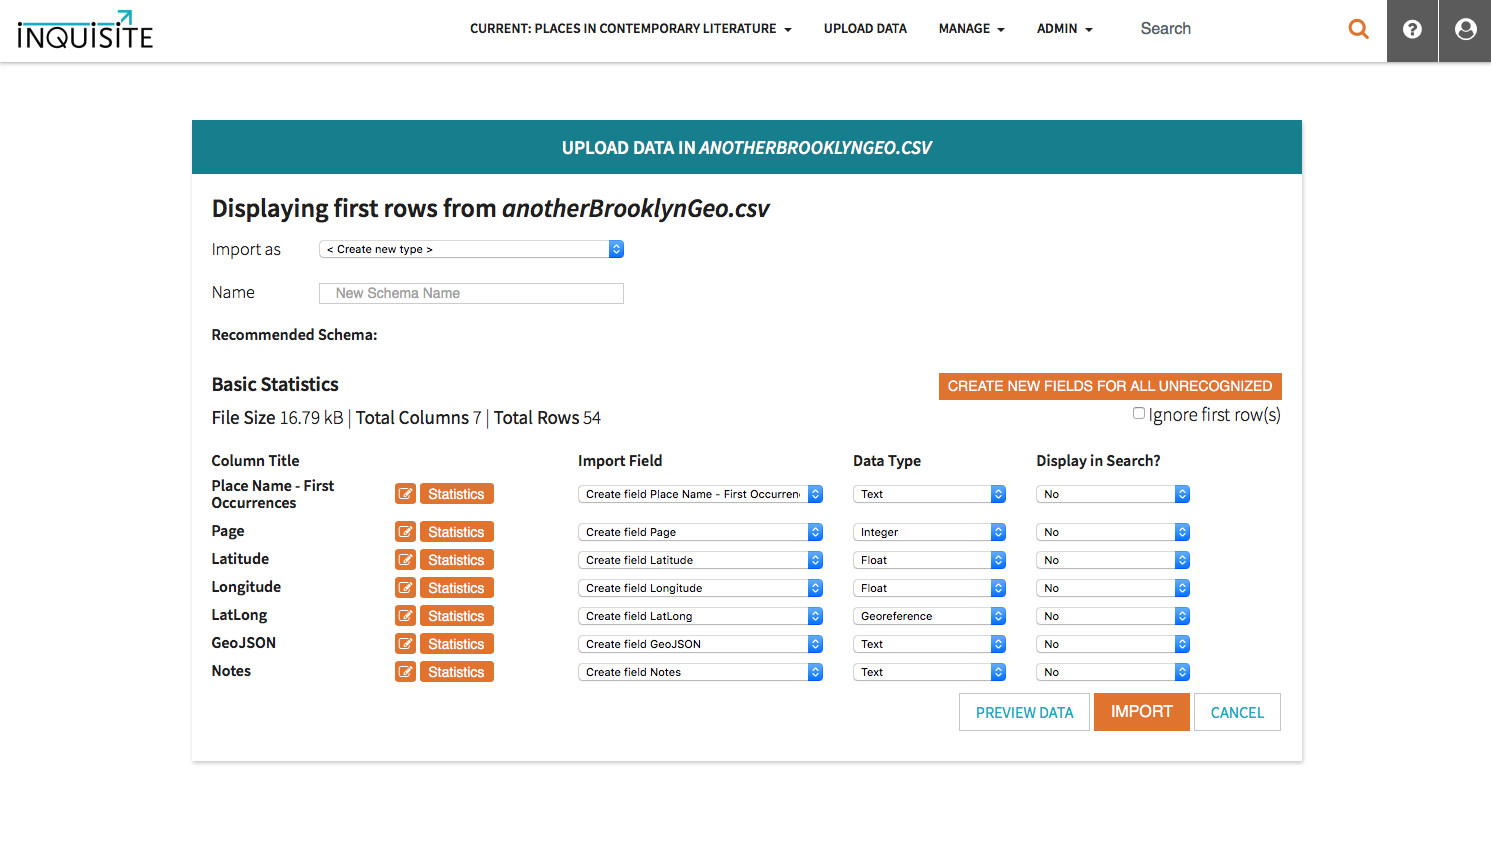 INQUISITE
CURRENT: PLACES IN CONTEMPORARY LITERATURE UPLOAD DATA MANAGE ADMIN Search
UPLOAD DATA IN ANOTHERBROOKLYNGEO.CSV
Displaying first rows from anotherBrooklynGeo.csv
Import as < Create new type >
Name New Schema Name
Recommended Schema:
Basic Statistics CREATE NEW FIELDS FOR ALL UNRECOGNIZED
File Size 16.79 kB | Total Columns 7 | Total Rows 54 Ignore first row(s)
Column Title Import Field Data Type Display in Search?
Place Name - First
Occurrences Statistics Create field Place Name - First Occurren Text No
Page Statistics Create field Page Integer No
Latitude Statistics Create field Latitude Float No
Longitude Statistics Create field Longitude Float No
LatLong Statistics Create field LatLong Georeference No
GeoJSON Statistics Create field GeoJSON Text No
Notes Statistics Create field Notes Text No
PREVIEW DATA IMPORT CANCEL